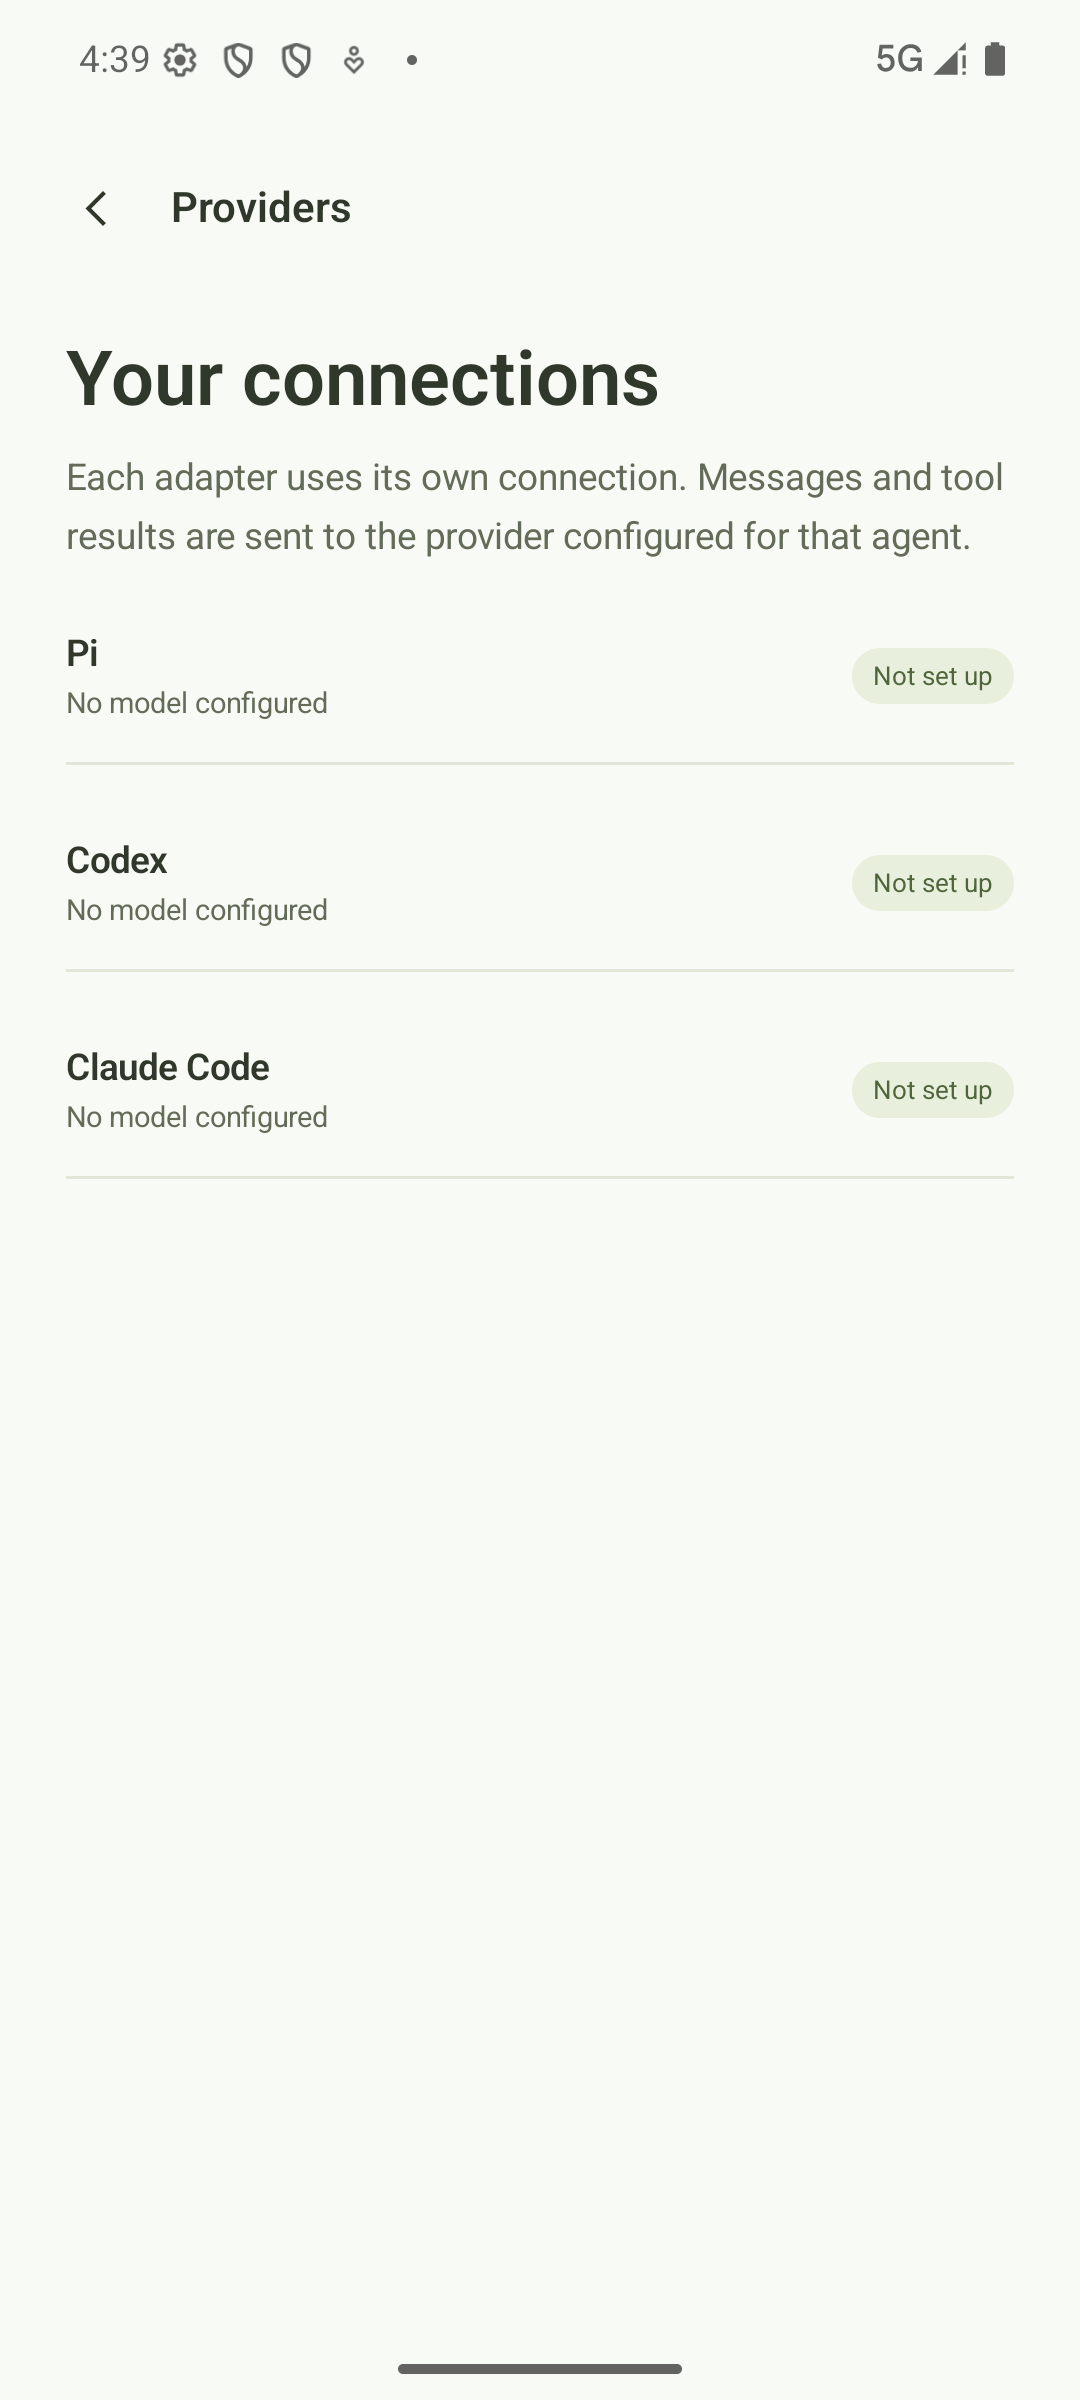 4:39
5G
Providers
Your connections
Each adapter uses its own connection. Messages and tool
results are sent to the provider configured for that agent.
Pi
No model configured
Not set up
Codex
No model configured
Not set up
Claude Code
No model configured
Not set up